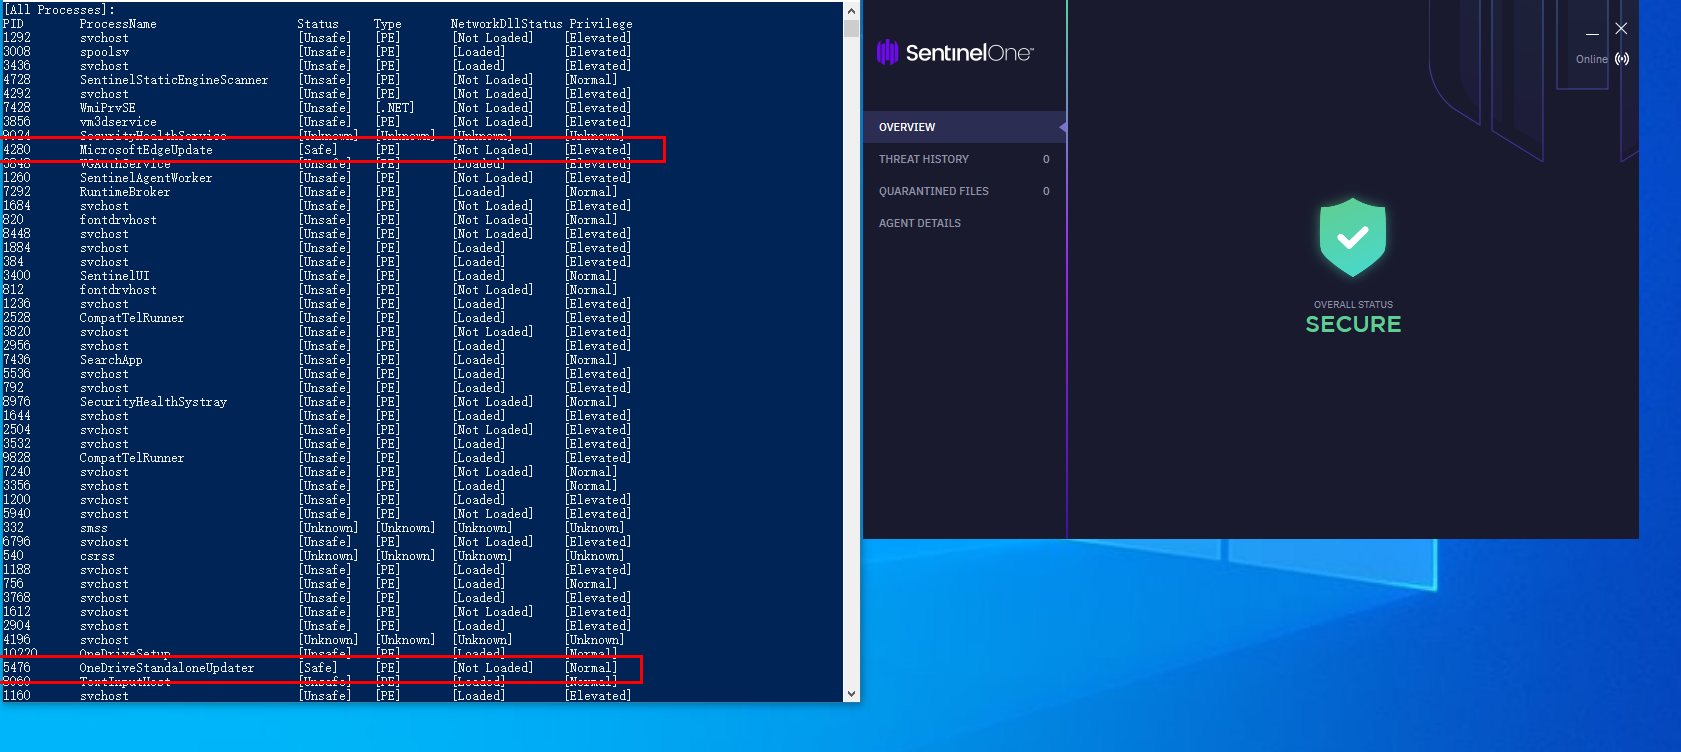 [All Processes]:
PID ProcessName Status Type NetworkDllStatus Privilege
1292 svchost [Unsafe] [PE] [Not Loaded] [Elevated]
3008 spoolsv [Unsafe] [PE] [Loaded] [Elevated]
3436 svchost [Unsafe] [PE] [Loaded] [Elevated]
4728 SentinelStaticEngineScanner [Unsafe] [PE] [Not Loaded] [Normal]
4292 svchost [Unsafe] [PE] [Not Loaded] [Elevated]
7428 WmiPrvSE [Unsafe] [.NET] [Not Loaded] [Elevated]
3856 vm3dservice [Unsafe] [PE] [Not Loaded] [Elevated]
9024 SecurityHealthService [Unknown] [Unknown] [Unknown] [Unknown]
4280 MicrosoftEdgeUpdate [Safe] [PE] [Not Loaded] [Elevated]
3848 VGAuthService [Unsafe] [PE] [Loaded] [Elevated]
1260 SentinelAgentWorker [Unsafe] [PE] [Not Loaded] [Elevated]
7292 RuntimeBroker [Unsafe] [PE] [Loaded] [Normal]
1684 svchost [Unsafe] [PE] [Not Loaded] [Elevated]
820 fontdrvhost [Unsafe] [PE] [Not Loaded] [Normal]
8448 svchost [Unsafe] [PE] [Not Loaded] [Elevated]
1884 svchost [Unsafe] [PE] [Loaded] [Elevated]
384 svchost [Unsafe] [PE] [Loaded] [Elevated]
3400 SentinelUI [Unsafe] [PE] [Loaded] [Normal]
812 fontdrvhost [Unsafe] [PE] [Not Loaded] [Normal]
1236 svchost [Unsafe] [PE] [Loaded] [Elevated]
2528 CompatTelRunner [Unsafe] [PE] [Loaded] [Elevated]
3820 svchost [Unsafe] [PE] [Not Loaded] [Elevated]
2956 svchost [Unsafe] [PE] [Loaded] [Elevated]
7436 SearchApp [Unsafe] [PE] [Loaded] [Normal]
5536 svchost [Unsafe] [PE] [Loaded] [Elevated]
792 svchost [Unsafe] [PE] [Loaded] [Elevated]
8976 SecurityHealthSystray [Unsafe] [PE] [Not Loaded] [Normal]
1644 svchost [Unsafe] [PE] [Loaded] [Elevated]
2504 svchost [Unsafe] [PE] [Not Loaded] [Elevated]
3532 svchost [Unsafe] [PE] [Loaded] [Elevated]
9828 CompatTelRunner [Unsafe] [PE] [Loaded] [Elevated]
7240 svchost [Unsafe] [PE] [Not Loaded] [Normal]
3356 svchost [Unsafe] [PE] [Loaded] [Normal]
1200 svchost [Unsafe] [PE] [Loaded] [Elevated]
5940 svchost [Unsafe] [PE] [Not Loaded] [Elevated]
332 smss [Unknown] [Unknown] [Unknown] [Unknown]
6796 svchost [Unsafe] [PE] [Not Loaded] [Elevated]
540 csrss [Unknown] [Unknown] [Unknown] [Unknown]
1188 svchost [Unsafe] [PE] [Loaded] [Elevated]
756 svchost [Unsafe] [PE] [Loaded] [Normal]
3768 svchost [Unsafe] [PE] [Loaded] [Elevated]
1612 svchost [Unsafe] [PE] [Not Loaded] [Elevated]
2904 svchost [Unsafe] [PE] [Loaded] [Elevated]
4196 svchost [Unknown] [Unknown] [Unknown] [Unknown]
10220 OneDriveSetup [Unsafe] [PE] [Loaded] [Normal]
5476 OneDriveStandaloneUpdater [Safe] [PE] [Not Loaded] [Normal]
8060 TextInputHost [Unsafe] [PE] [Loaded] [Normal]
1160 svchost [Unsafe] [PE] [Loaded] [Elevated]
SentinelOne™
Online
OVERVIEW
THREAT HISTORY 0
QUARANTINED FILES 0
AGENT DETAILS
OVERALL STATUS
SECURE